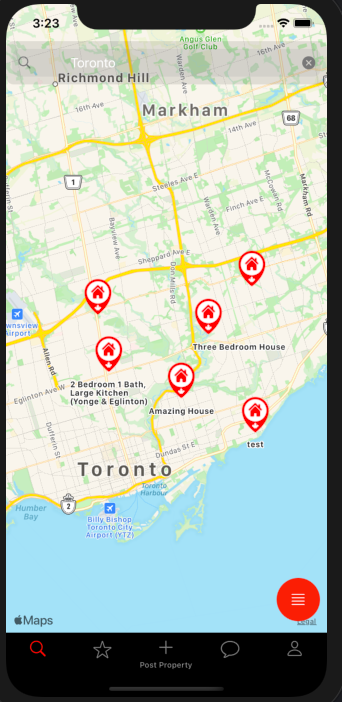 3:23
Angus Glen
Golf Club
16th Ave
Toronto
Richmond Hill
Warden Ave
16th Ave
Markham
68
14th Ave
1
Steeles Ave E
McCowan Rd
Markham Rd
Finch Ave E
Warden Ave
Bayview Ave
Sheppard Ave E
Don Mills Rd
wnsview
Airport
Allen Rd
Three Bedroom House
2 Bedroom 1 Bath,
Large Kitchen
(Yonge & Eglinton)
Eglinton Ave W
Amazing House
test
Dufferin St
Dundas St E
Toronto
Toronto
Harbour
2
Humber
Bay
Billy Bishop
Toronto City
Airport (YTZ)
Maps
Legal
Post Property